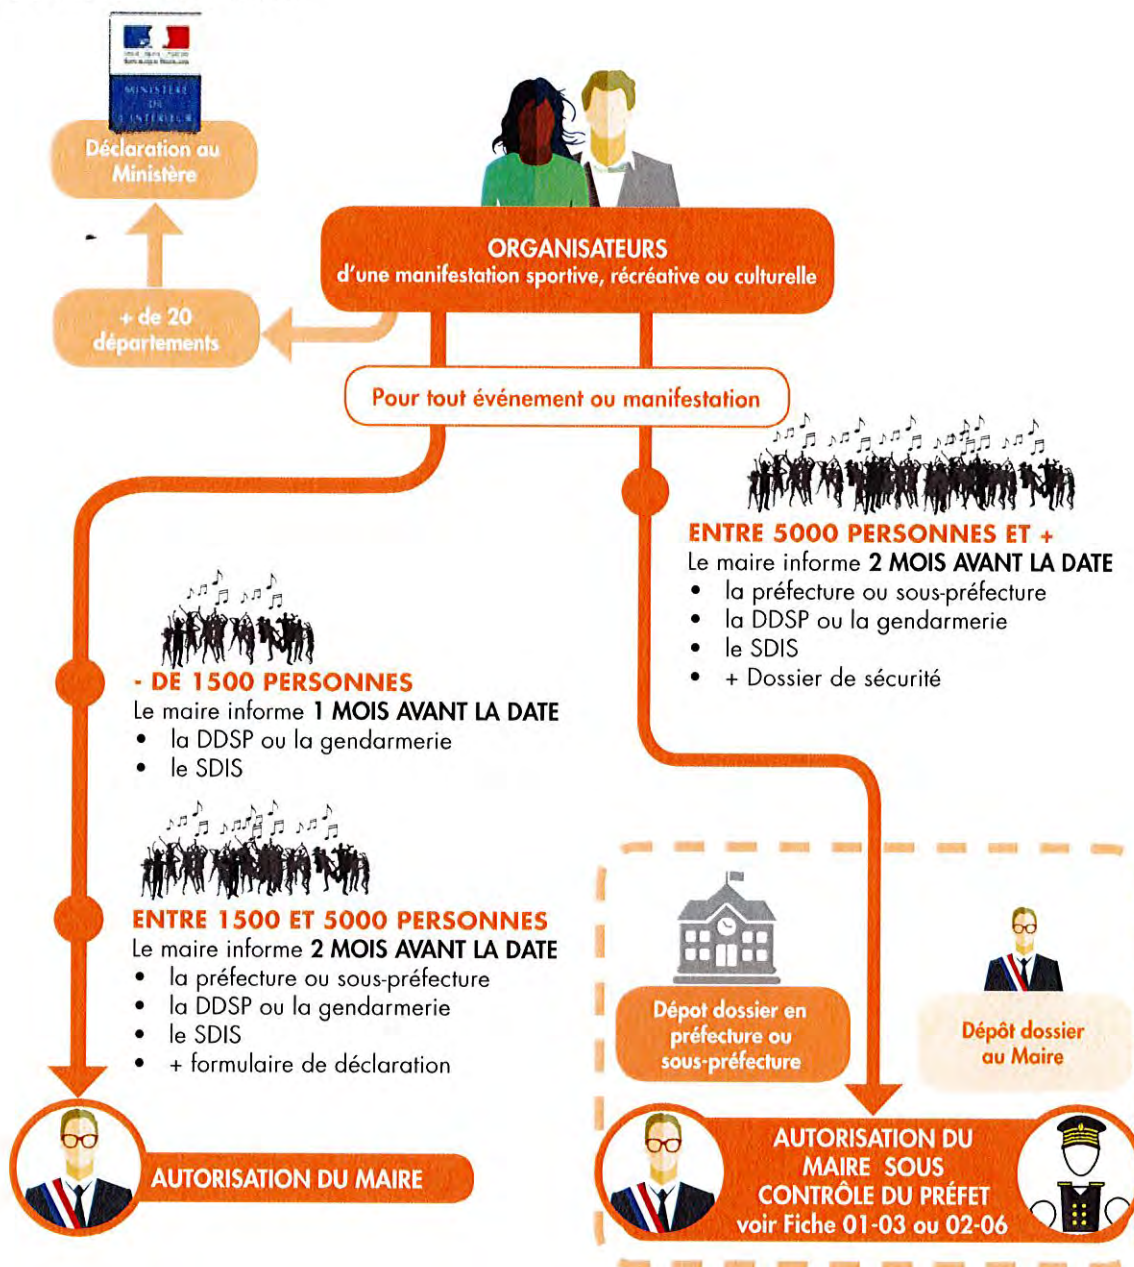 MINISTÈRE
DE
L'INTÉRIEUR
Déclaration au
Ministère
+ de 20
départements
ORGANISATEURS
d'une manifestation sportive, récréative ou culturelle
Pour tout événement ou manifestation
- DE 1500 PERSONNES
Le maire informe 1 MOIS AVANT LA DATE
• la DDSP ou la gendarmerie
• le SDIS
ENTRE 1500 ET 5000 PERSONNES
Le maire informe 2 MOIS AVANT LA DATE
• la préfecture ou sous-préfecture
• la DDSP ou la gendarmerie
• le SDIS
• + formulaire de déclaration
AUTORISATION DU MAIRE
ENTRE 5000 PERSONNES ET +
Le maire informe 2 MOIS AVANT LA DATE
• la préfecture ou sous-préfecture
• la DDSP ou la gendarmerie
• le SDIS
• + Dossier de sécurité
Dépot dossier en
préfecture ou
sous-préfecture
Dépôt dossier
au Maire
AUTORISATION DU
MAIRE SOUS
CONTRÔLE DU PRÉFET
voir Fiche 01-03 ou 02-06